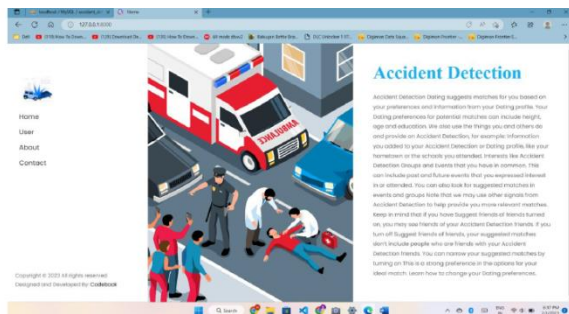 Home
127.0.0.1:8000
Accident Detection
Home
User
About
Contact
Accident Detection Dating suggests matches for you based on
your preferences and information from your Dating profile. Your
Dating preferences for potential matches can include height,
age and education. We also use the things you and others do
and provide on Accident Detection, for example: information
you added to your Accident Detection or Dating profile, like your
hometown or the schools you attended. Interests like Accident
Detection Groups and Events that you have in common. This
can include past and future events that you expressed interest
in or attended. You can also look for suggested matches in
events and groups Note that we may use other signals from
Accident Detection to help provide you more relevant matches.
Keep in mind that if you have Suggest friends of friends turned
on, you may see friends of your Accident Detection friends. If you
turn off Suggest friends of friends, your suggested matches
don't include people who are friends with your Accident
Detection friends. You can narrow your suggested matches by
turning on This is a strong preference in the options for your
ideal match. Learn how to change your Dating preferences.
AMBULANCE
Copyright © 2023 All rights reserved
Designed and Developed By Codebook
Search